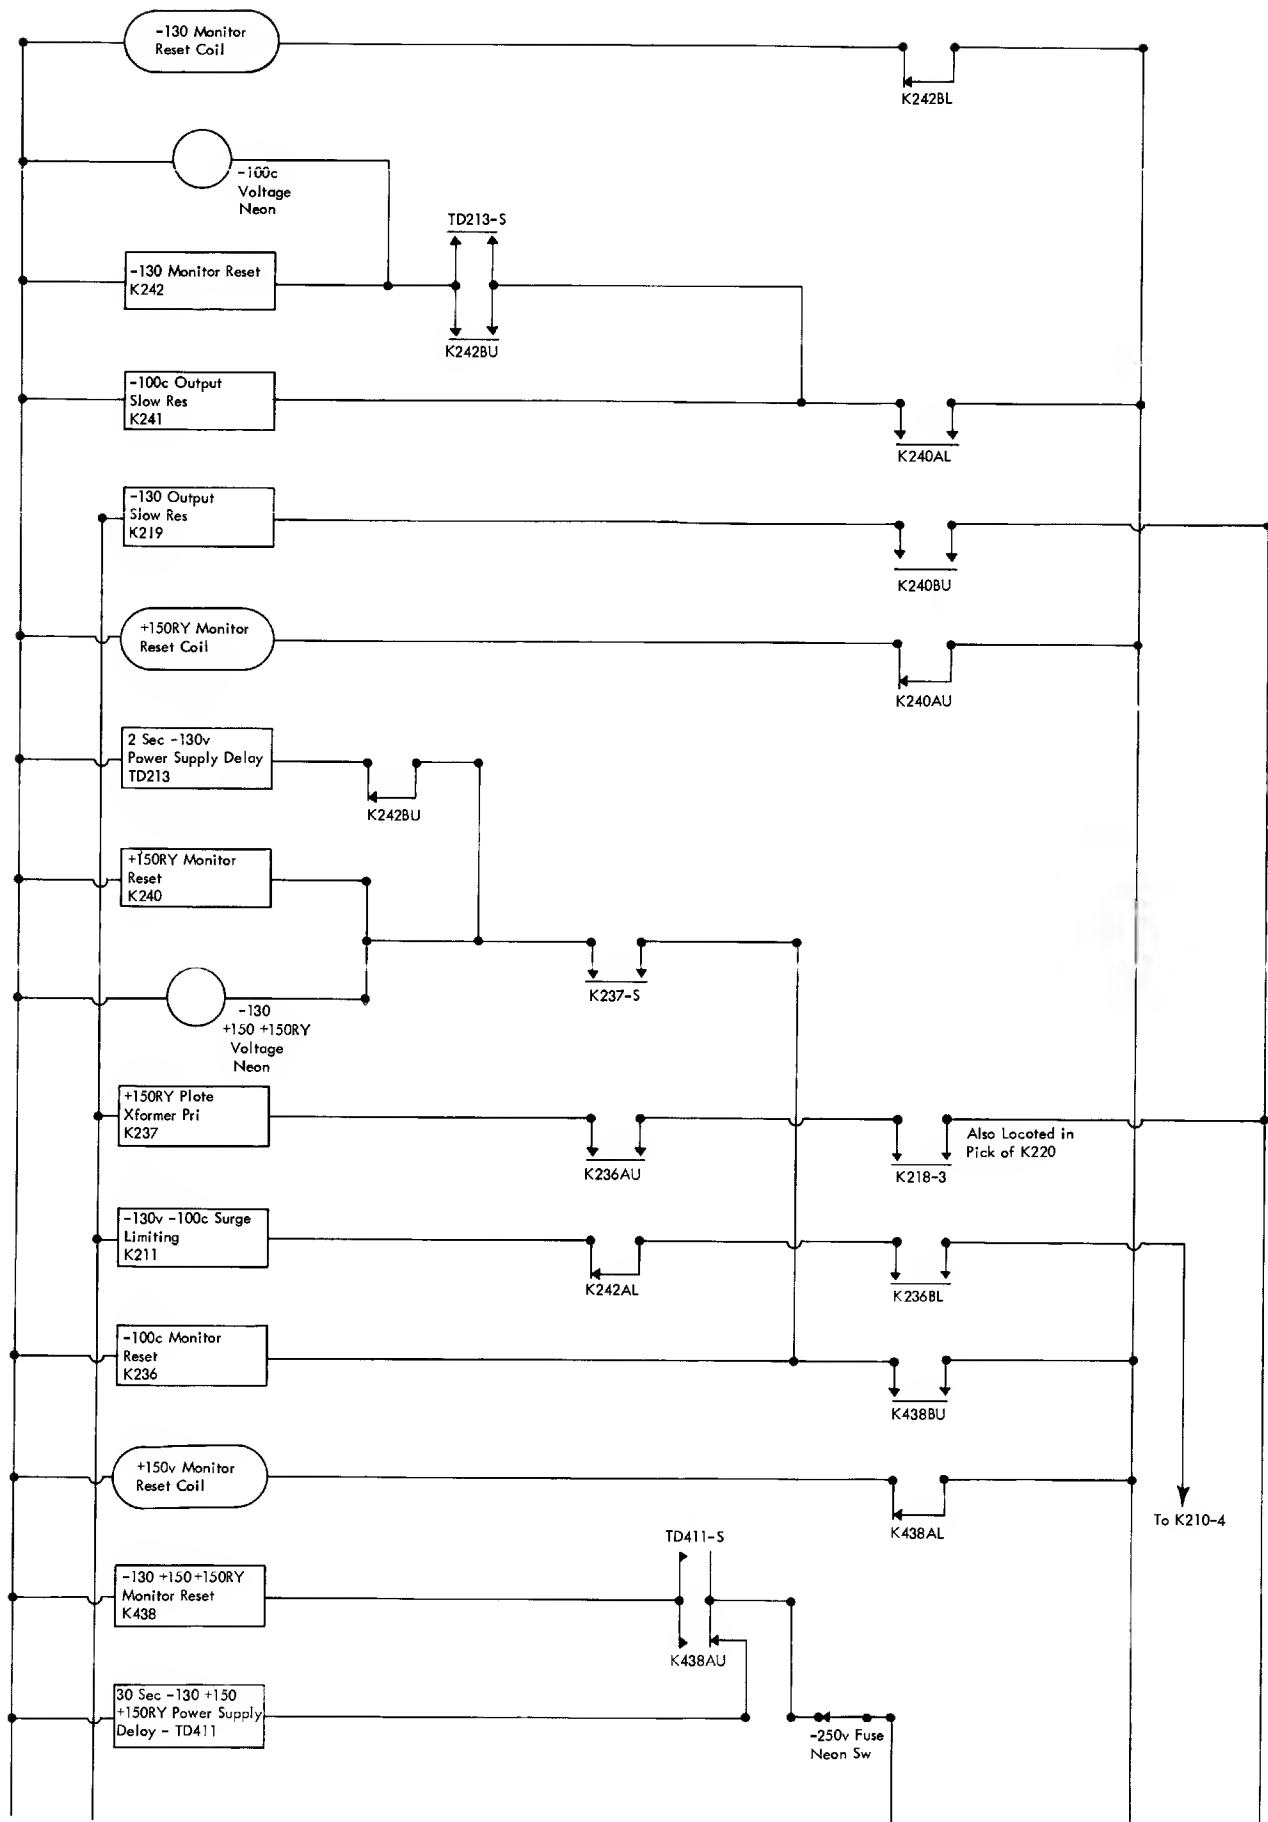 -130 Monitor
Reset Coil
K242BL
-100c
Voltage
Neon
TD213-S
-130 Monitor Reset
K242
K242BU
-100c Output
Slow Res
K241
K240AL
-130 Output
Slow Res
K219
K240BU
+150RY Monitor
Reset Coil
K240AU
2 Sec -130v
Power Supply Delay
TD213
K242BU
+150RY Monitor
Reset
K240
K237-S
-130
+150 +150RY
Voltage
Neon
+150RY Plote
Xformer Pri
K237
K236AU
K218-3
Also Locoted in
Pick of K220
-130v -100c Surge
Limiting
K211
K242AL
K236BL
-100c Monitor
Reset
K236
K438BU
+150v Monitor
Reset Coil
K438AL
To K210-4
TD411-S
-130 +150 +150RY
Monitor Reset
K438
K438AU
30 Sec -130 +150
+150RY Power Supply
Deloy - TD411
-250v Fuse
Neon Sw